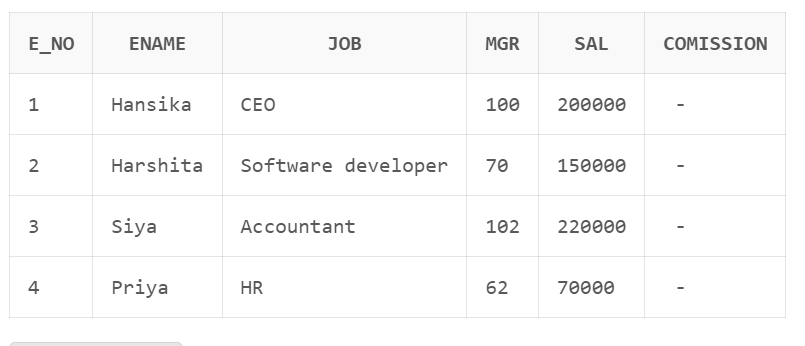 E_NO ENAME JOB MGR SAL COMISSION
1 Hansika CEO 100 200000 -
2 Harshita Software developer 70 150000 -
3 Siya Accountant 102 220000 -
4 Priya HR 62 70000 -